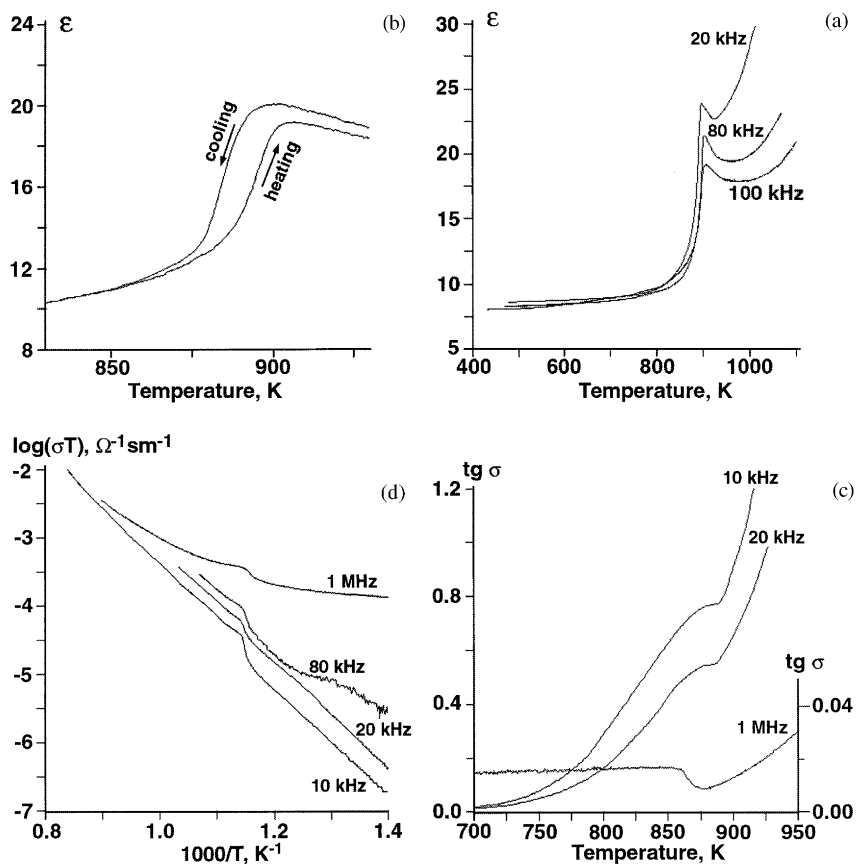 ε
(b)
24
20
16
12
8
cooling
heating
850
900
Temperature, K
ε
(a)
30
25
20
15
10
5
20 kHz
80 kHz
100 kHz
400
600
800
1000
Temperature, K
log(σT), Ω⁻¹sm⁻¹
(d)
-2
-3
-4
-5
-6
-7
1 MHz
80 kHz
20 kHz
10 kHz
0.8
1.0
1.2
1.4
1000/T, K⁻¹
tg σ
(c)
1.2
0.8
0.4
0.0
10 kHz
20 kHz
tg σ
0.04
1 MHz
0.00
700
750
800
850
900
950
Temperature, K